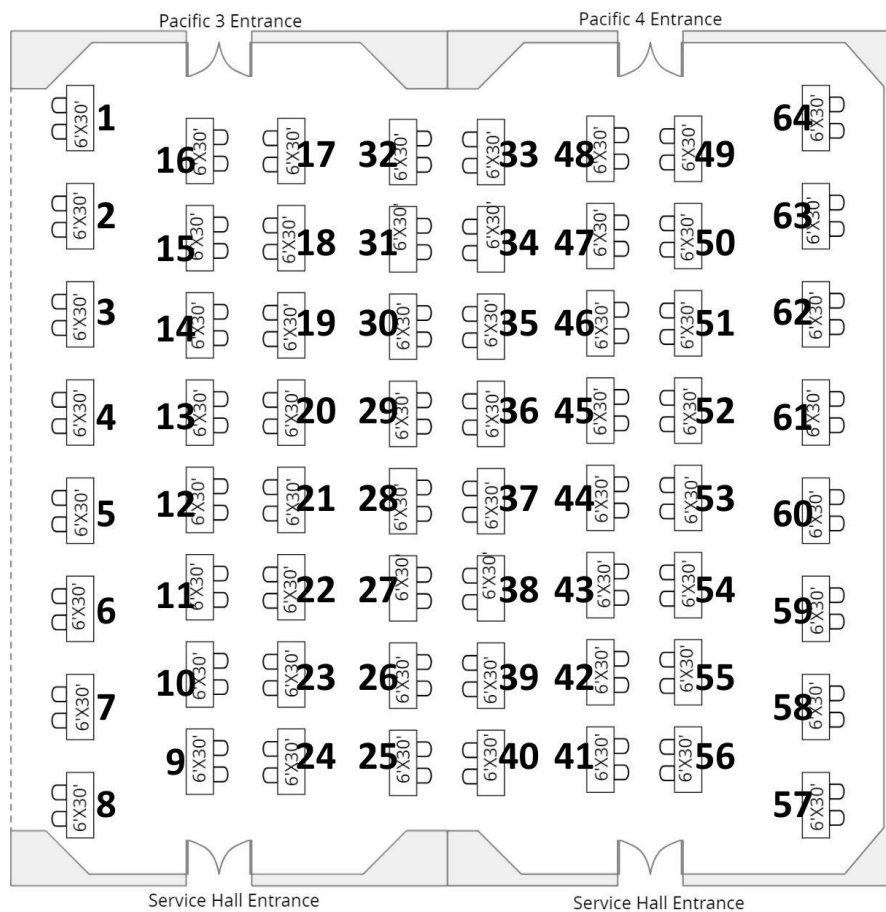 Pacific 3 Entrance
Pacific 4 Entrance
6'X30' 1 64 6'X30'
16 6'X30' 6'X30' 17 32 6'X30' 6'X30' 33 48 6'X30' 6'X30' 49
6'X30' 2 63 6'X30'
15 6'X30' 6'X30' 18 31 6'X30' 6'X30' 34 47 6'X30' 6'X30' 50
6'X30' 3 62 6'X30'
14 6'X30' 6'X30' 19 30 6'X30' 6'X30' 35 46 6'X30' 6'X30' 51
6'X30' 4 61 6'X30'
13 6'X30' 6'X30' 20 29 6'X30' 6'X30' 36 45 6'X30' 6'X30' 52
6'X30' 5 60 6'X30'
12 6'X30' 6'X30' 21 28 6'X30' 6'X30' 37 44 6'X30' 6'X30' 53
6'X30' 6 59 6'X30'
11 6'X30' 6'X30' 22 27 6'X30' 6'X30' 38 43 6'X30' 6'X30' 54
6'X30' 7 58 6'X30'
10 6'X30' 6'X30' 23 26 6'X30' 6'X30' 39 42 6'X30' 6'X30' 55
6'X30' 8 57 6'X30'
9 6'X30' 6'X30' 24 25 6'X30' 6'X30' 40 41 6'X30' 6'X30' 56
Service Hall Entrance
Service Hall Entrance